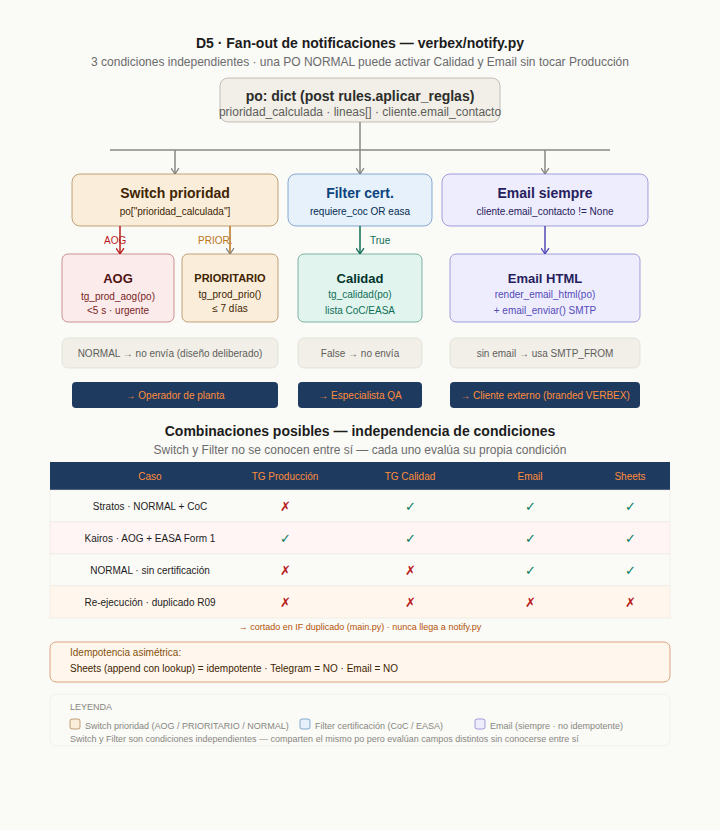 D5 · Fan-out de notificaciones — verbex/notify.py
3 condiciones independientes · una PO NORMAL puede activar Calidad y Email sin tocar Producción
po: dict (post rules.aplicar_reglas)
prioridad_calculada · lineas[] · cliente.email_contacto
Switch prioridad
po["prioridad_calculada"]
Filter cert.
requiere_coc OR easa
Email siempre
cliente.email_contacto != None
AOG
PRIOR.
True
AOG
tg_prod_aog(po)
<5 s · urgente
PRIORITARIO
tg_prod_prio()
≤ 7 días
Calidad
tg_calidad(po)
lista CoC/EASA
Email HTML
render_email_html(po)
+ email_enviar() SMTP
NORMAL → no envía (diseño deliberado)
False → no envía
sin email → usa SMTP_FROM
→ Operador de planta
→ Especialista QA
→ Cliente externo (branded VERBEX)
Combinaciones posibles — independencia de condiciones
Switch y Filter no se conocen entre sí — cada uno evalúa su propia condición
Caso TG Producción TG Calidad Email Sheets
Stratos · NORMAL + CoC ✗ ✓ ✓ ✓
Kairos · AOG + EASA Form 1 ✓ ✓ ✓ ✓
NORMAL · sin certificación ✗ ✗ ✓ ✓
Re-ejecución · duplicado R09 ✗ ✗ ✗ ✗
→ cortado en IF duplicado (main.py) · nunca llega a notify.py
Idempotencia asimétrica:
Sheets (append con lookup) = idempotente · Telegram = NO · Email = NO
LEYENDA
Switch prioridad (AOG / PRIORITARIO / NORMAL) Filter certificación (CoC / EASA) Email (siempre · no idempotente)
Switch y Filter son condiciones independientes — comparten el mismo po pero evalúan campos distintos sin conocerse entre sí